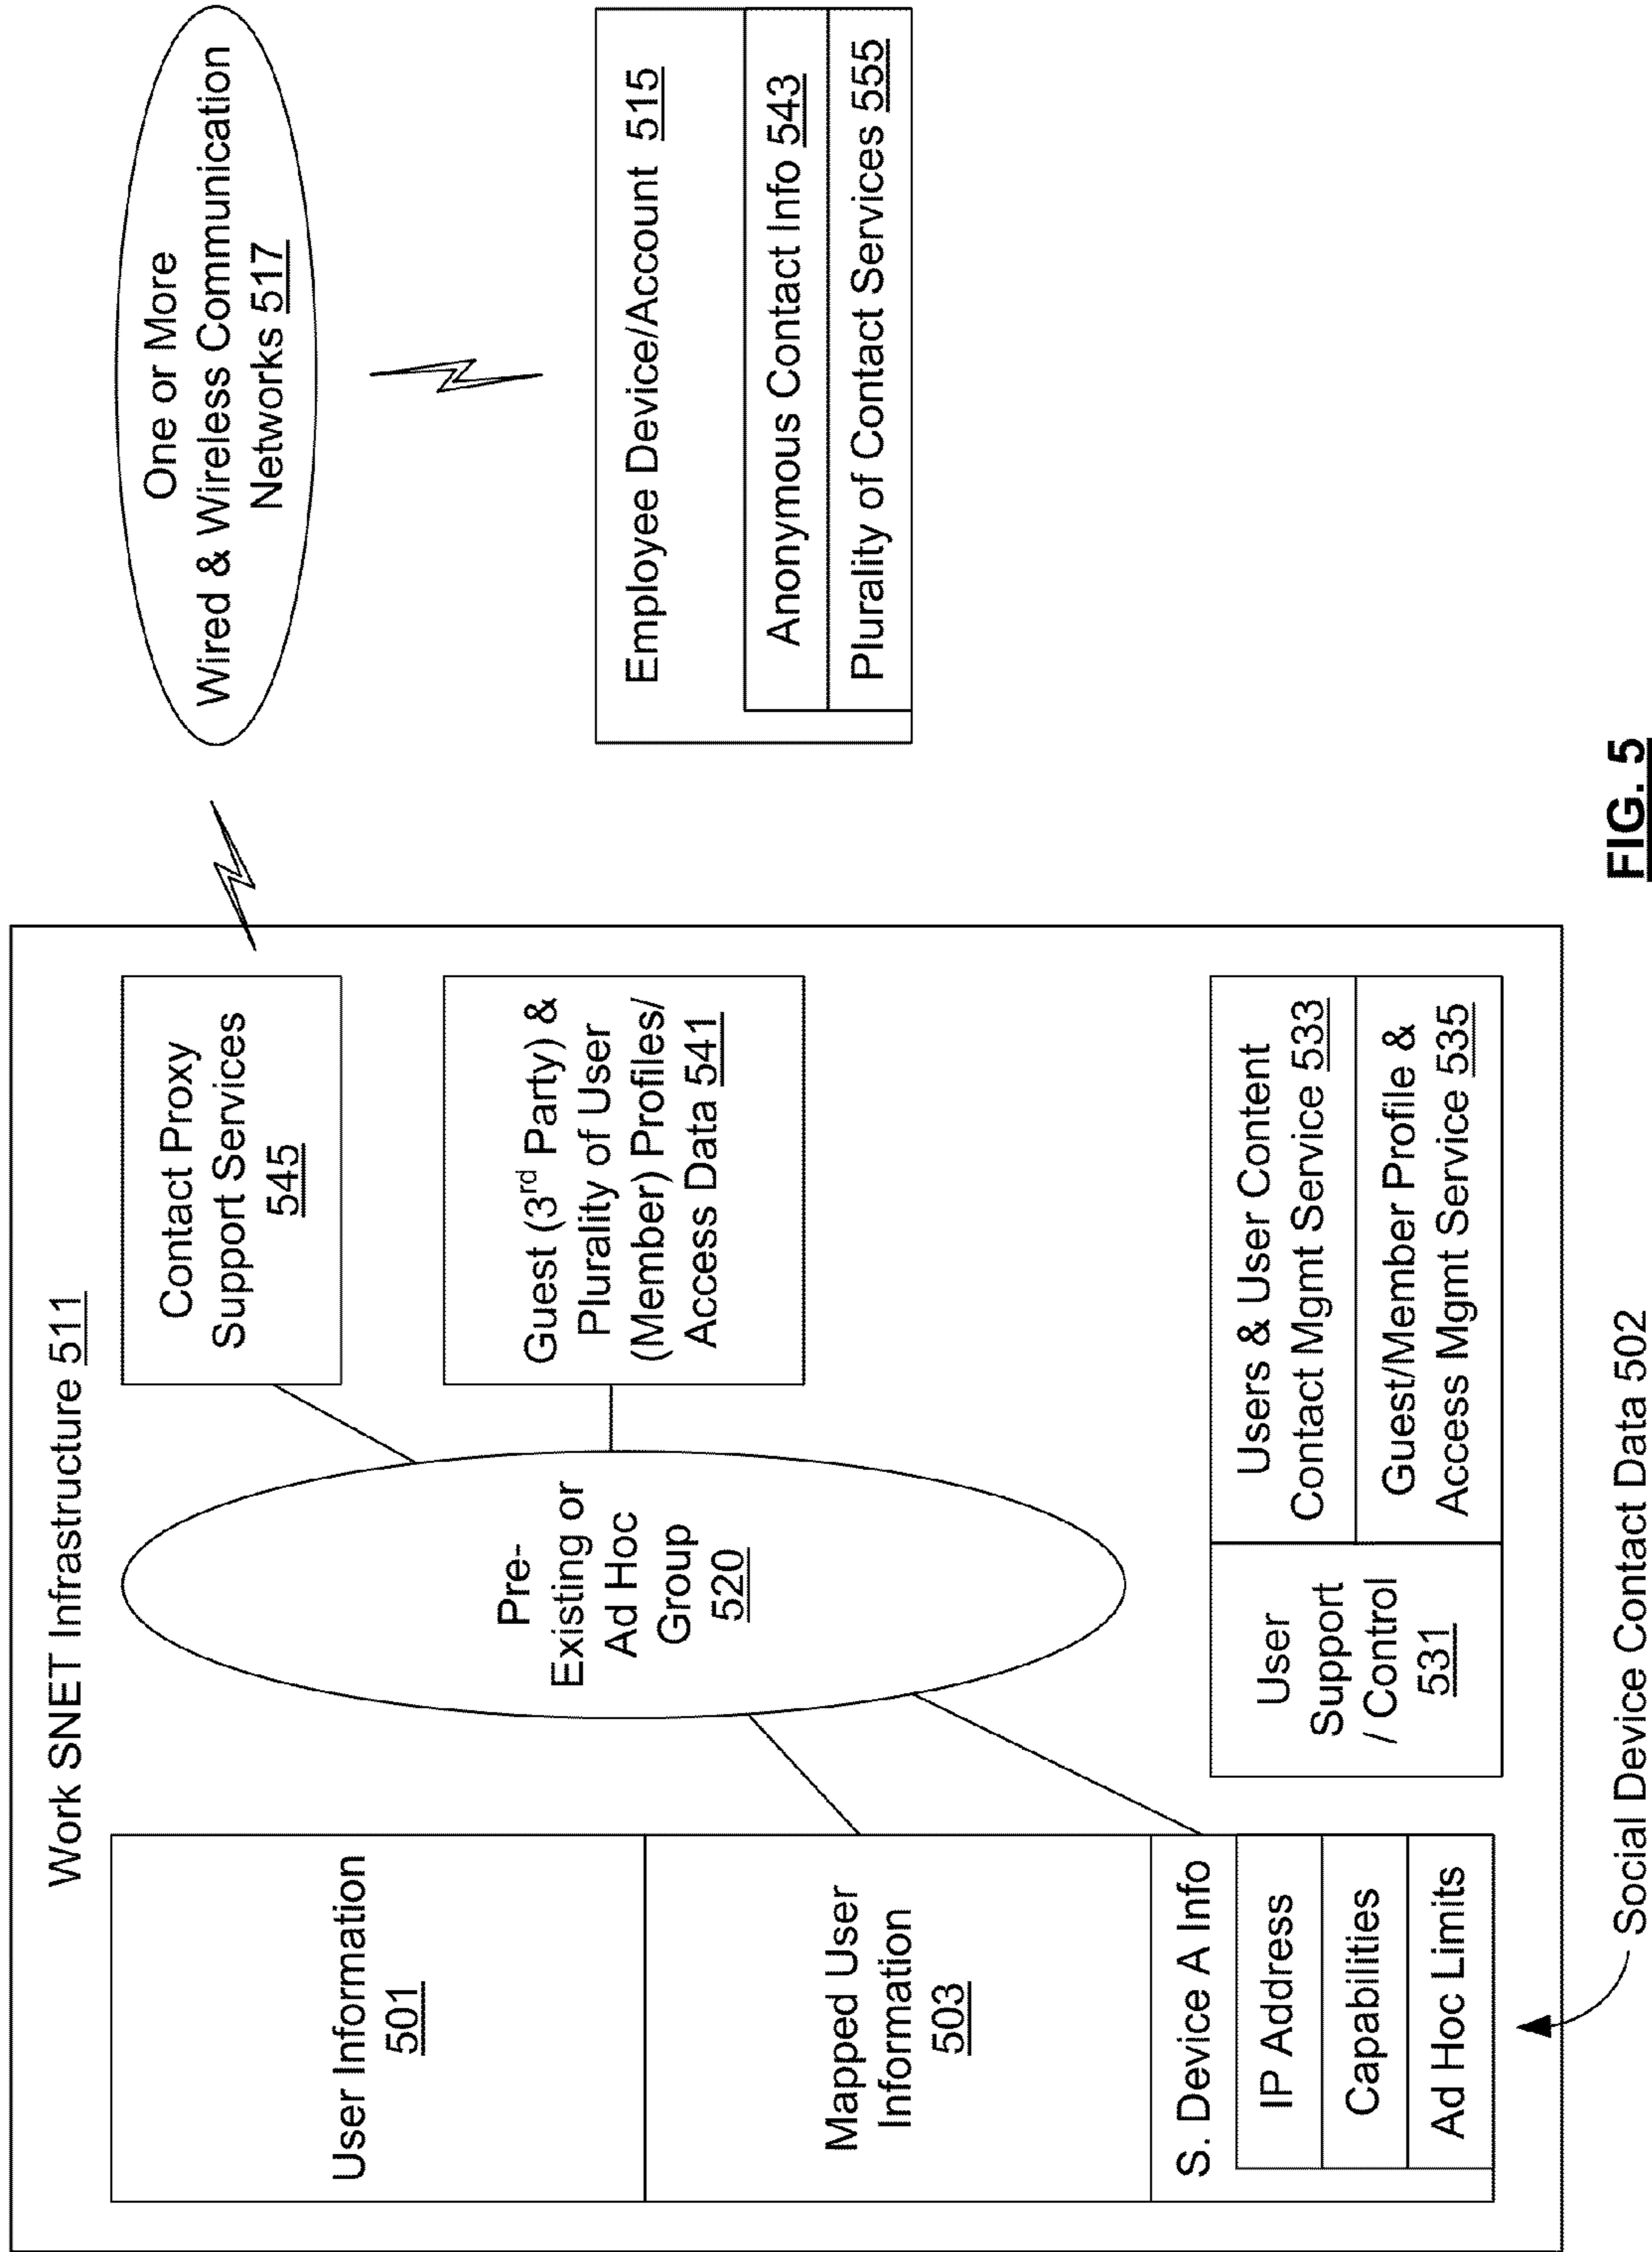 Work SNET Infrastructure 511
User Information
501
Mapped User
Information
503
S. Device A Info
IP Address
Capabilities
Ad Hoc Limits
Pre-
Existing or
Ad Hoc
Group
520
Contact Proxy
Support Services
545
Guest (3rd Party) &
Plurality of User
(Member) Profiles/
Access Data 541
User
Support
/ Control
531
Users & User Content
Contact Mgmt Service 533
Guest/Member Profile &
Access Mgmt Service 535
One or More
Wired & Wireless Communication
Networks 517
Employee Device/Account 515
Anonymous Contact Info 543
Plurality of Contact Services 555
Social Device Contact Data 502
FIG. 5